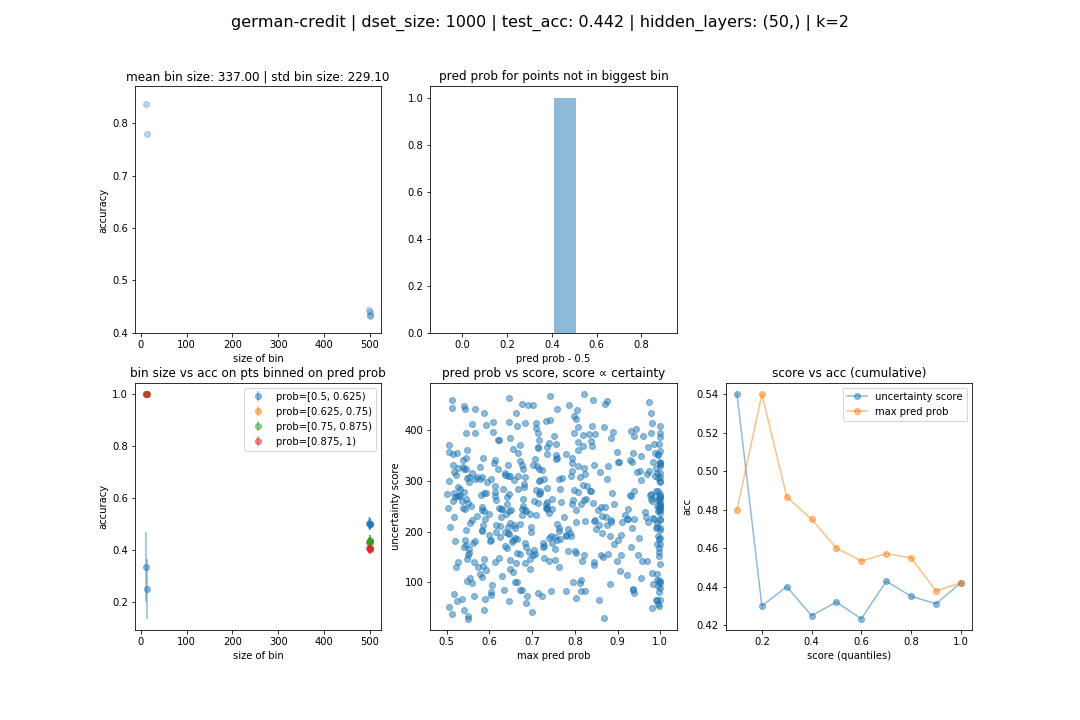 german-credit | dset_size: 1000 | test_acc: 0.442 | hidden_layers: (50,) | k=2
mean bin size: 337.00 | std bin size: 229.10
0.8
0.7
0.6
0.5
0.4
accuracy
0 100 200 300 400 500
size of bin
pred prob for points not in biggest bin
1.0
0.8
0.6
0.4
0.2
0.0
0.0 0.2 0.4 0.6 0.8
pred prob - 0.5
bin size vs acc on pts binned on pred prob
prob=[0.5, 0.625)
prob=[0.625, 0.75)
prob=[0.75, 0.875)
prob=[0.875, 1)
1.0
0.8
0.6
0.4
0.2
accuracy
0 100 200 300 400 500
size of bin
pred prob vs score, score ∝ certainty
400
300
200
100
uncertainty score
0.5 0.6 0.7 0.8 0.9 1.0
max pred prob
score vs acc (cumulative)
uncertainty score
max pred prob
0.54
0.52
0.50
0.48
0.46
0.44
0.42
acc
0.2 0.4 0.6 0.8 1.0
score (quantiles)